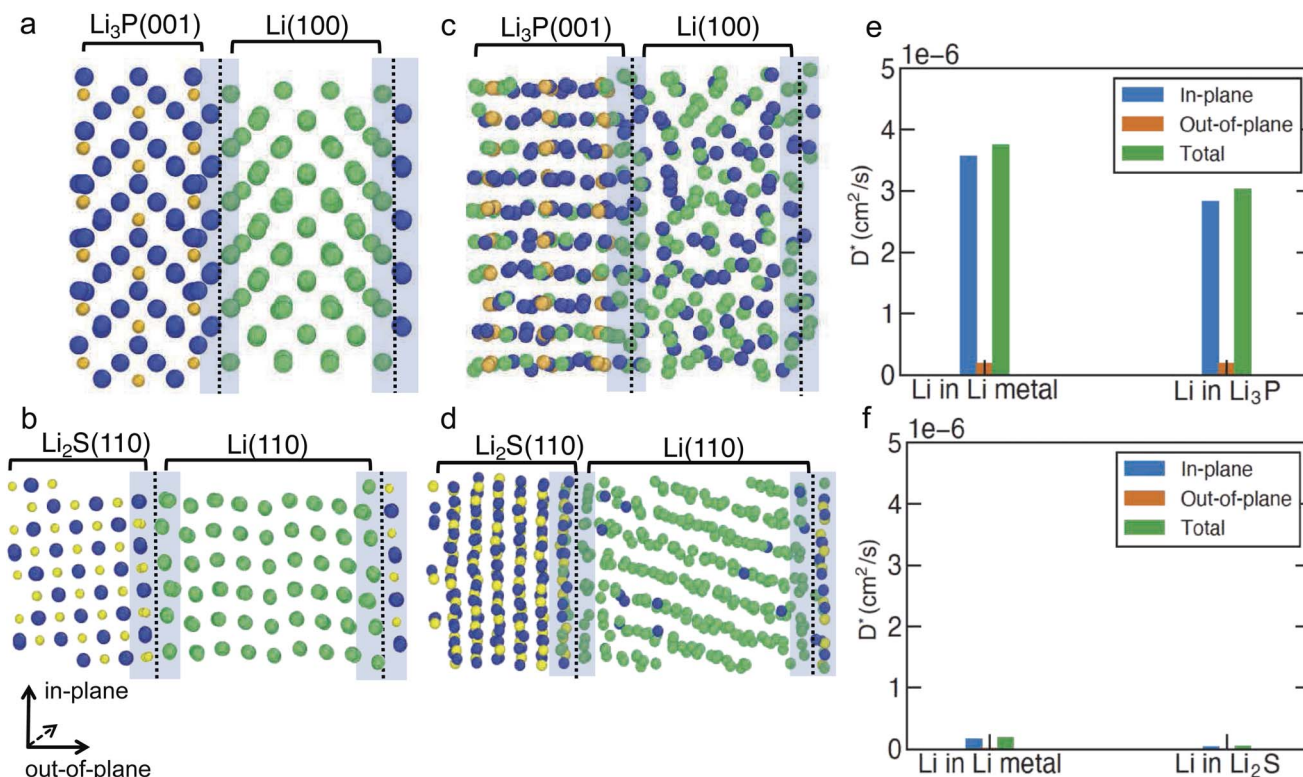 a
Li₃P(001)
Li(100)
b
Li₂S(110)
Li(110)
in-plane
out-of-plane
c
Li₃P(001)
Li(100)
d
Li₂S(110)
Li(110)
e
1e-6
5
4
3
2
1
0
D* (cm²/s)
In-plane
Out-of-plane
Total
Li in Li metal
Li in Li₃P
f
1e-6
5
4
3
2
1
0
D* (cm²/s)
In-plane
Out-of-plane
Total
Li in Li metal
Li in Li₂S